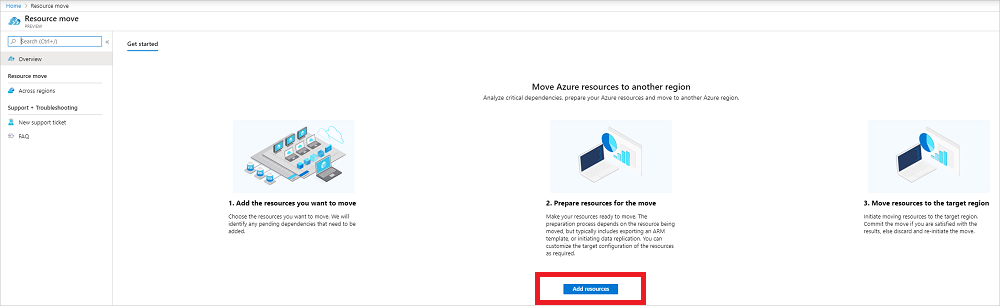 Home > Resource move
Resource move
PREVIEW
Search (Ctrl+/)
«
Overview
Resource move
Across regions
Support + Troubleshooting
New support ticket
FAQ
Get started
Move Azure resources to another region
Analyze critical dependencies, prepare your Azure resources and move to another Azure region.
1. Add the resources you want to move
Choose the resources you want to move. We will
identify any pending dependencies that need to be
added.
2. Prepare resources for the move
Make your resources ready to move. The
preparation process depends on the resource being
moved, but typically includes exporting an ARM
template, or initiating data replication. You can
customize the target configuration of the resources
as required.
3. Move resources to the target region
Initiate moving resources to the target region.
Commit the move if you are satisfied with the
results, else discard and re-initiate the move.
Add resources